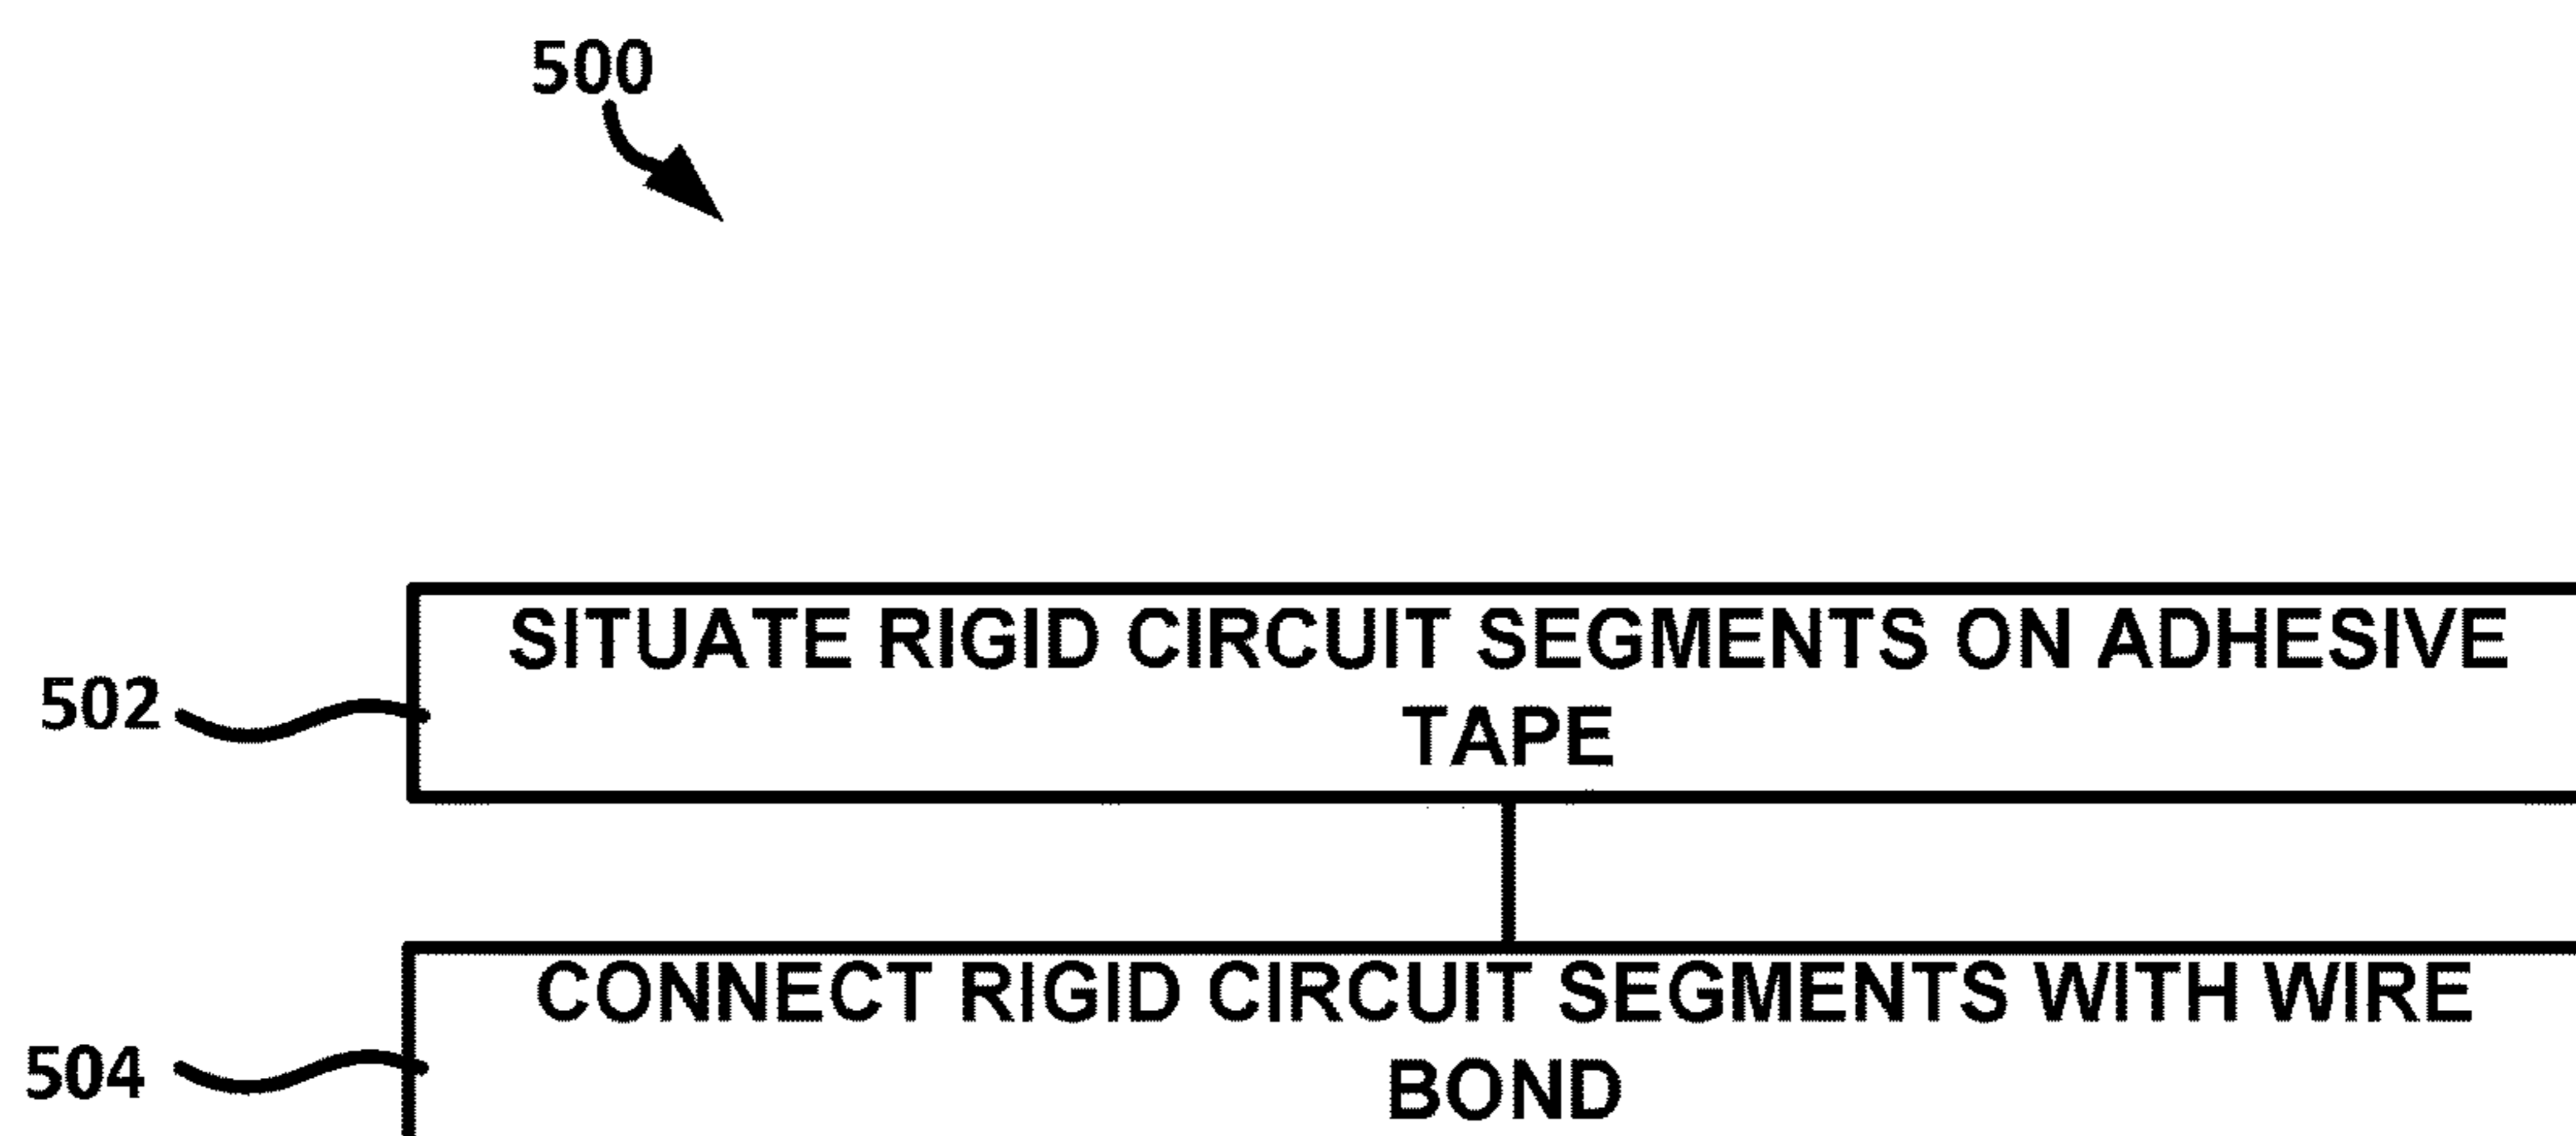 500
SITUATE RIGID CIRCUIT SEGMENTS ON ADHESIVE
TAPE
502
CONNECT RIGID CIRCUIT SEGMENTS WITH WIRE
BOND
504